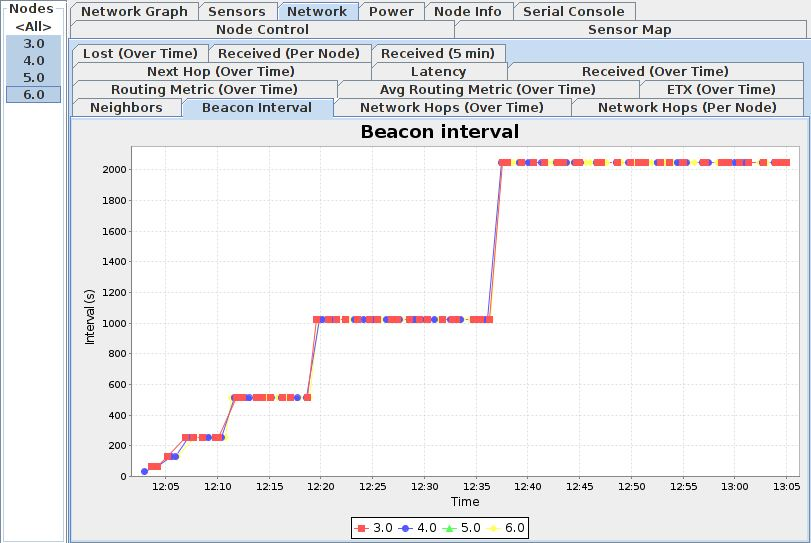 Nodes
<All>
3.0
4.0
5.0
6.0
Network Graph Sensors Network Power Node Info Serial Console
Node Control Sensor Map
Lost (Over Time) Received (Per Node) Received (5 min)
Next Hop (Over Time) Latency Received (Over Time)
Routing Metric (Over Time) Avg Routing Metric (Over Time) ETX (Over Time)
Neighbors Beacon Interval Network Hops (Over Time) Network Hops (Per Node)
Beacon interval
Interval (s)
2000
1800
1600
1400
1200
1000
800
600
400
200
0
12:05 12:10 12:15 12:20 12:25 12:30 12:35 12:40 12:45 12:50 12:55 13:00 13:05
Time
3.0 4.0 5.0 6.0